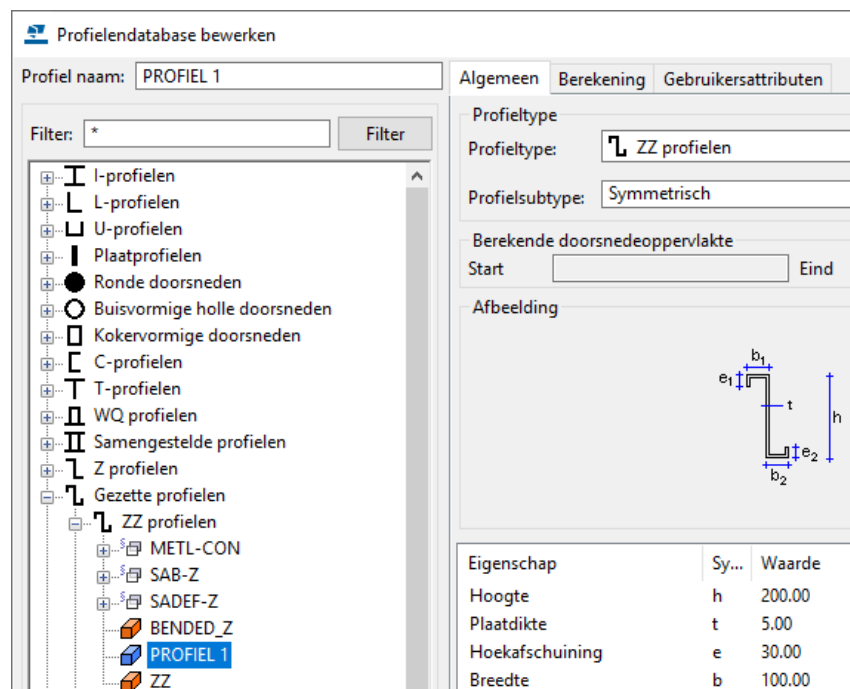 Profielendatabase bewerken
Profiel naam: PROFIEL 1
Filter: * Filter
I-profielen
L-profielen
U-profielen
Plaatprofielen
Ronde doorsneden
Buisvormige holle doorsneden
Kokervormige doorsneden
C-profielen
T-profielen
WQ profielen
Samengestelde profielen
Z profielen
Gezette profielen
ZZ profielen
METL-CON
SAB-Z
SADEF-Z
BENDED_Z
PROFIEL 1
ZZ
Algemeen Berekening Gebruikersattributen
Profieltype
Profieltype: ZZ profielen
Profielsubtype: Symmetrisch
Berekende doorsnedeoppervlakte
Start Eind
Afbeelding
b1
e1
t
h
e2
b2
Eigenschap Sy... Waarde
Hoogte h 200.00
Plaatdikte t 5.00
Hoekafschuining e 30.00
Breedte b 100.00